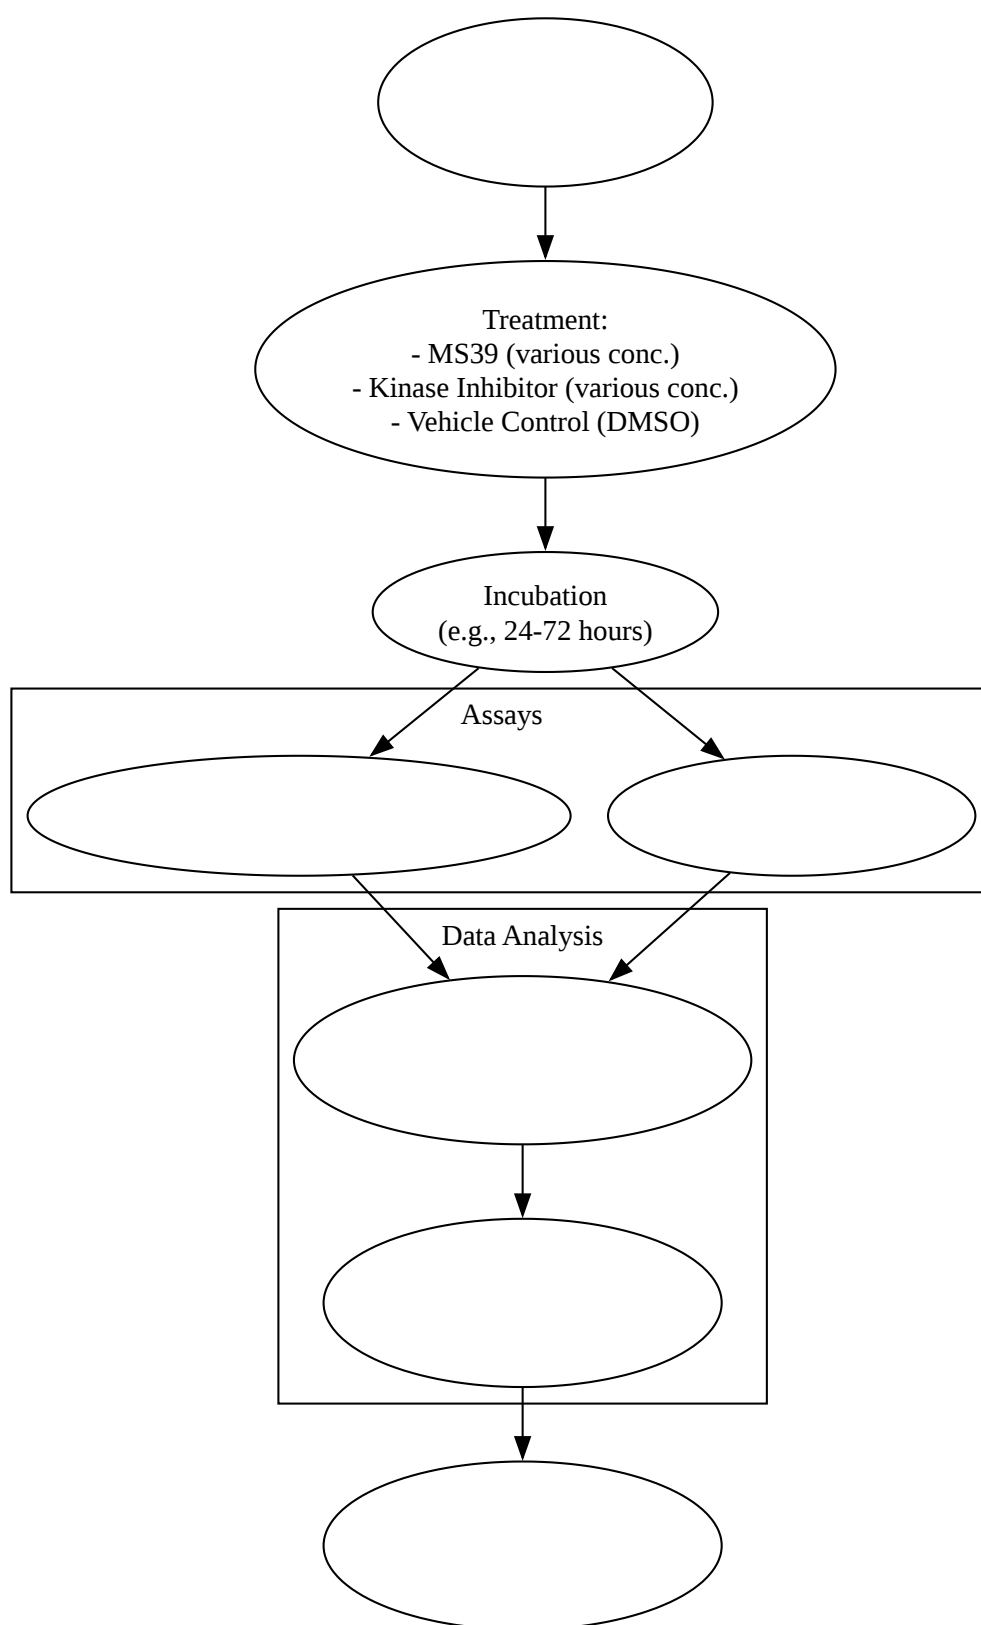 Treatment:
- MS39 (various conc.)
- Kinase Inhibitor (various conc.)
- Vehicle Control (DMSO)
Incubation
(e.g., 24-72 hours)
Assays
Data Analysis